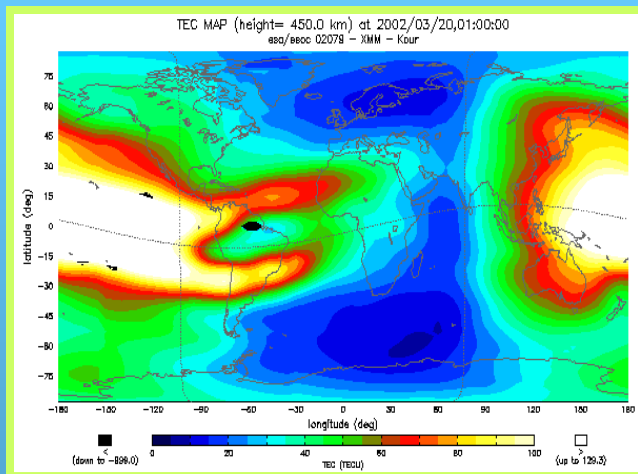 TEC MAP (height= 450.0 km) at 2002/03/20,01:00:00
esa/esoc 02079 - XMM - Kour
latitude (deg)
75
60
45
30
15
0
-15
-30
-45
-60
-75
-180 -150 -120 -90 -60 -30 0 30 60 90 120 150 180
longitude (deg)
< 0 20 40 60 80 100 >
(down to -999.0) TEC (TECU) (up to 129.3)